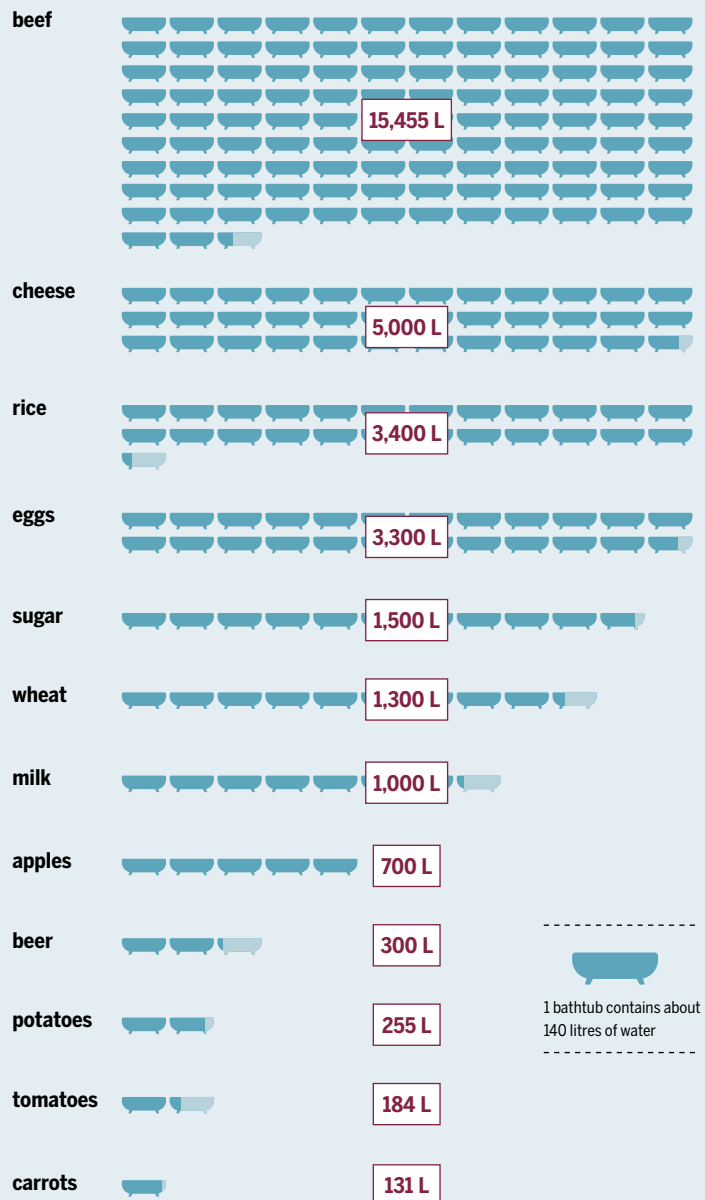 beef
15,455 L
cheese
5,000 L
rice
3,400 L
eggs
3,300 L
sugar
1,500 L
wheat
1,300 L
milk
1,000 L
apples
700 L
beer
300 L
1 bathtub contains about
140 litres of water
potatoes
255 L
tomatoes
184 L
carrots
131 L